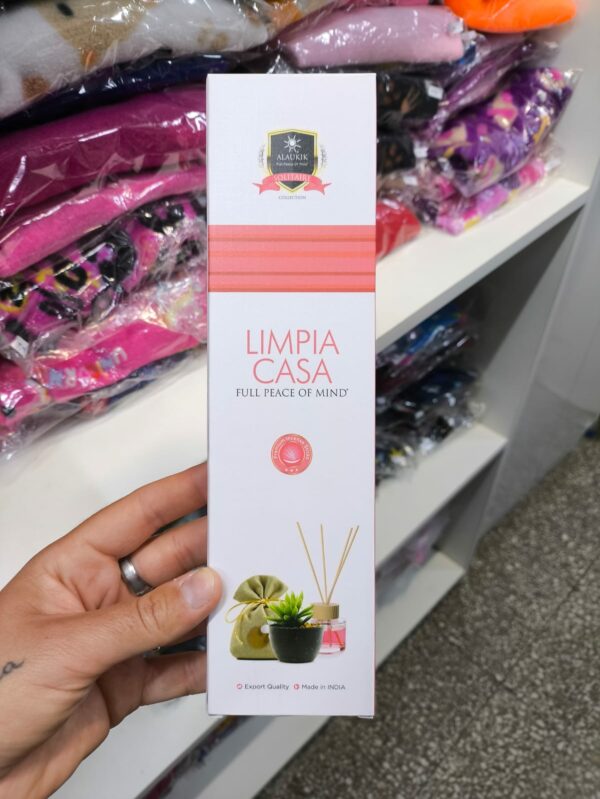 ALAUKIK
SOLITAIRE
COLLECTION
LIMPIA
CASA
FULL PEACE OF MIND
Export Quality Made in INDIA